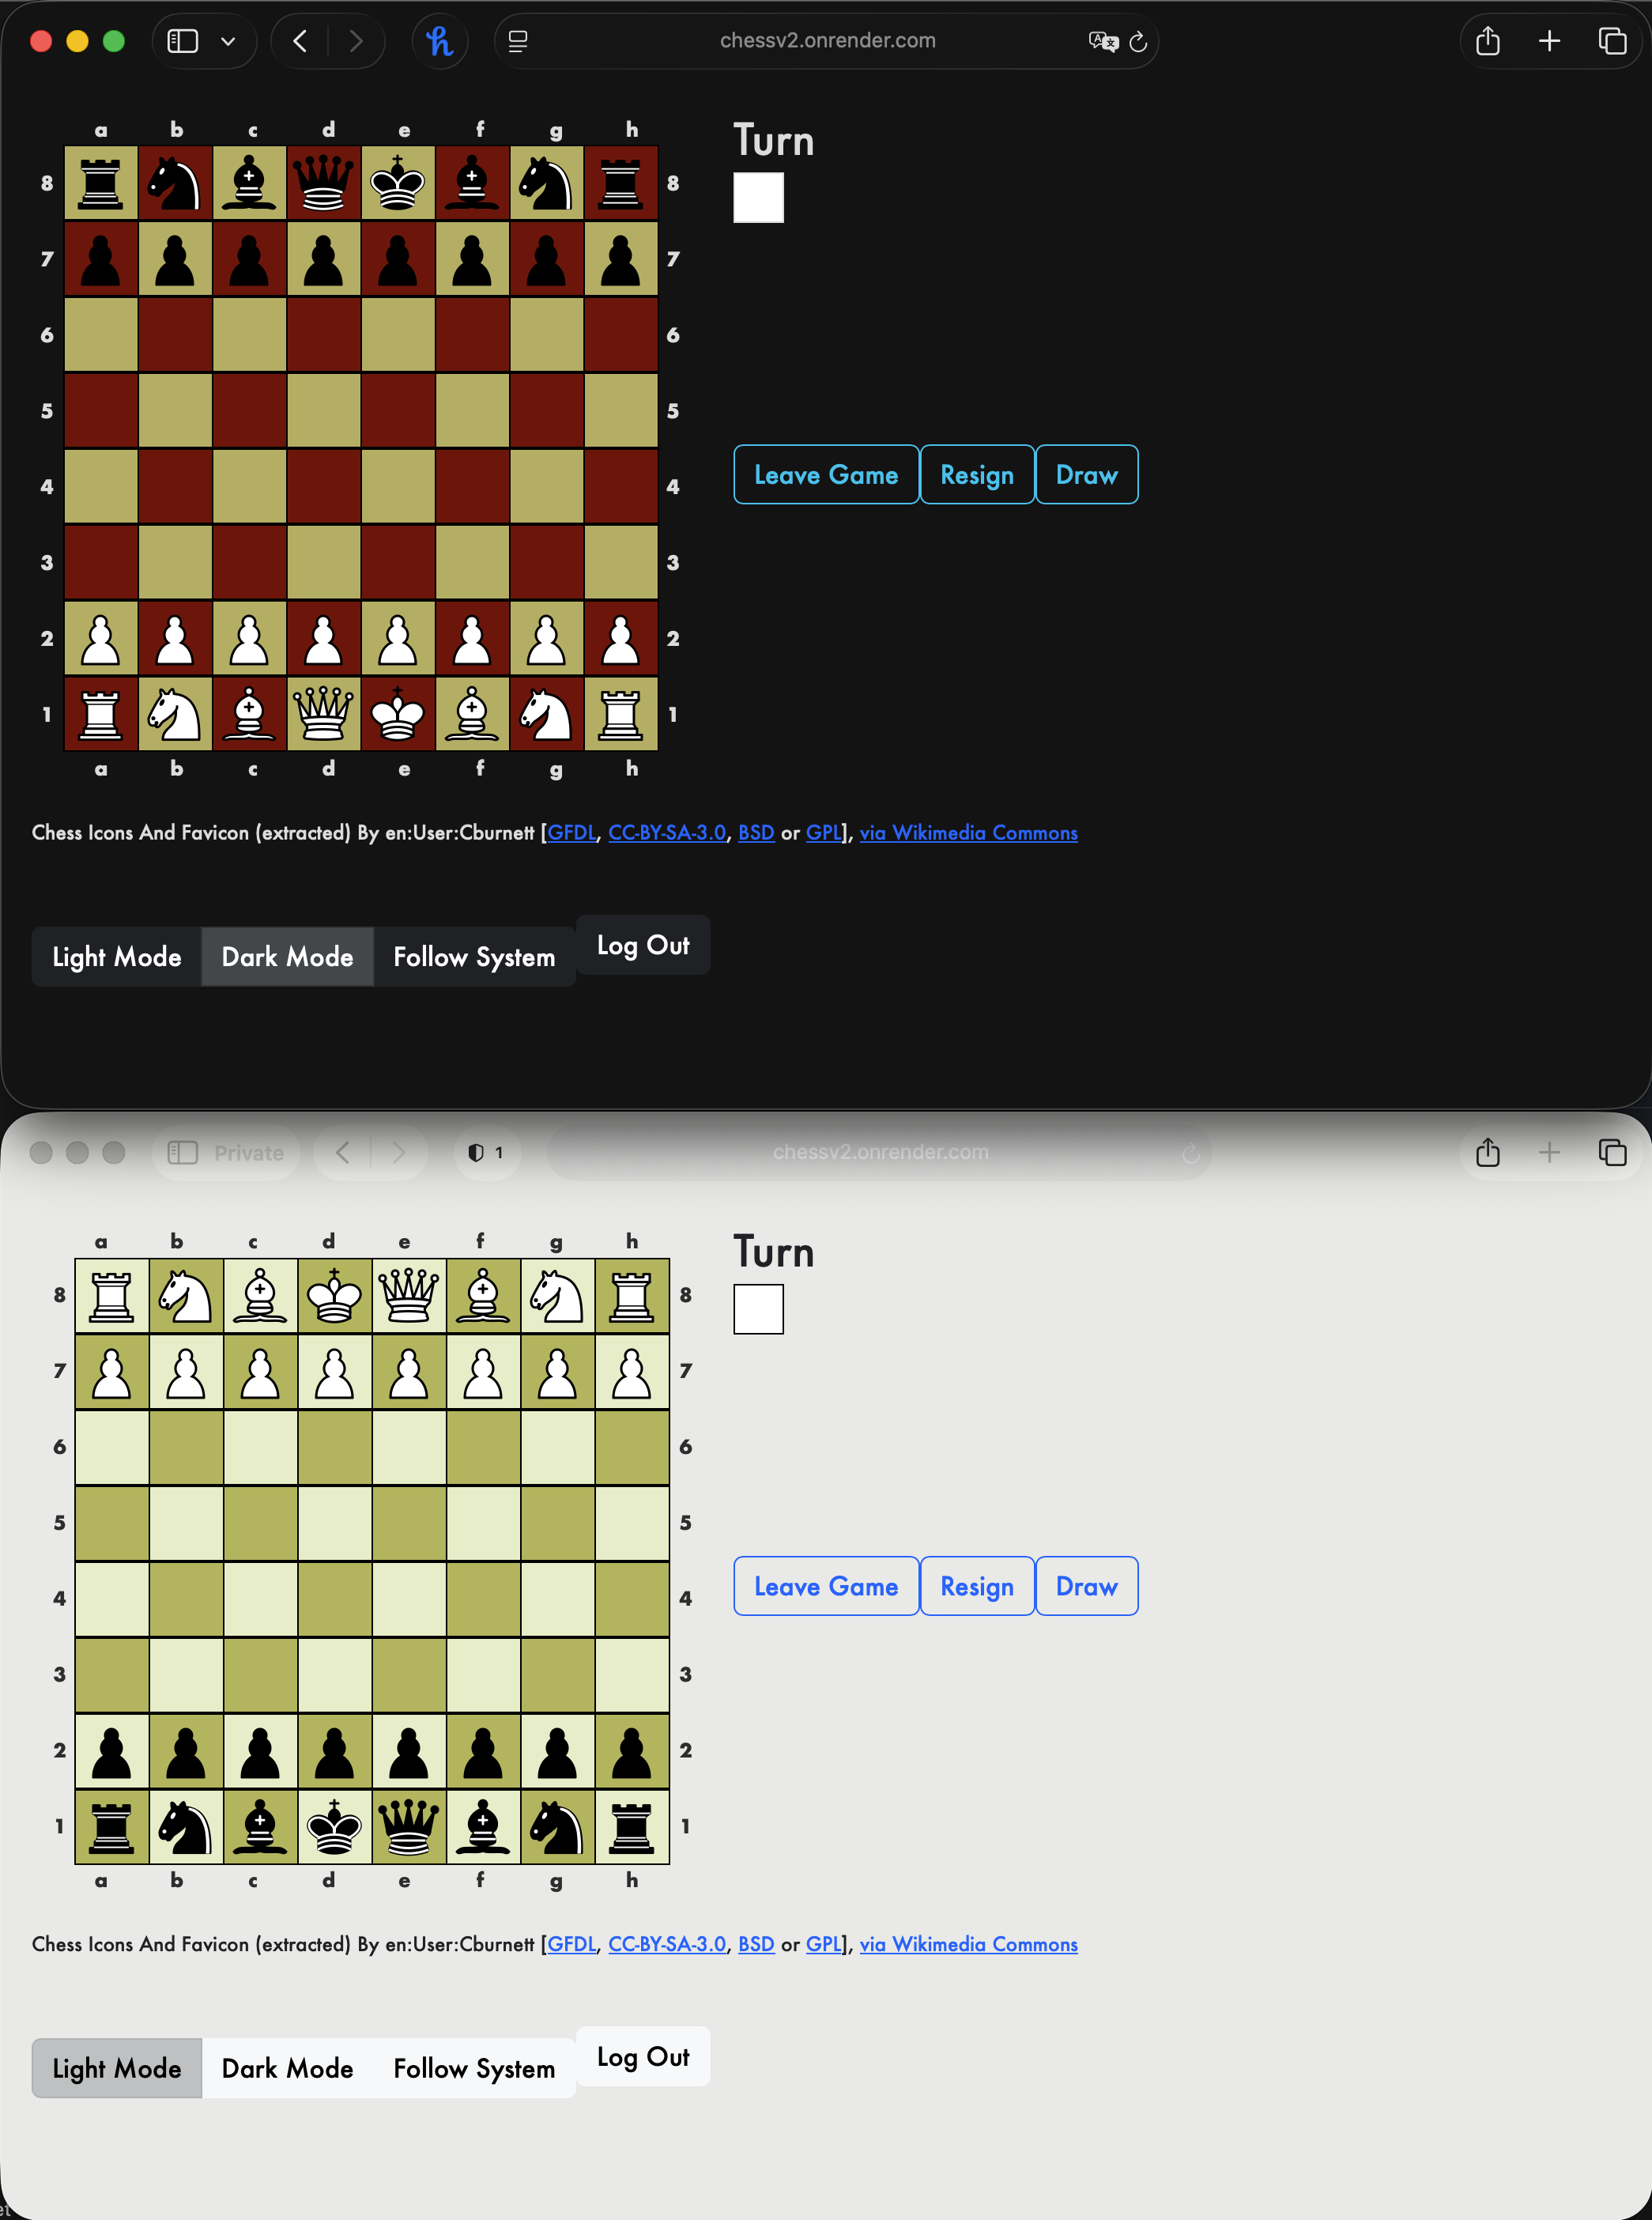 chessv2.onrender.com
a b c d e f g h
Turn
8 8
7 7
6 6
5 5
4 4
Leave Game Resign Draw
3 3
2 2
1 1
a b c d e f g h
Chess Icons And Favicon (extracted) By en:User:Cburnett [GFDL, CC-BY-SA-3.0, BSD or GPL], via Wikimedia Commons
Light Mode Dark Mode Follow System Log Out
Private 1 chessv2.onrender.com
a b c d e f g h
Turn
8 8
7 7
6 6
5 5
4 4
Leave Game Resign Draw
3 3
2 2
1 1
a b c d e f g h
Chess Icons And Favicon (extracted) By en:User:Cburnett [GFDL, CC-BY-SA-3.0, BSD or GPL], via Wikimedia Commons
Light Mode Dark Mode Follow System Log Out